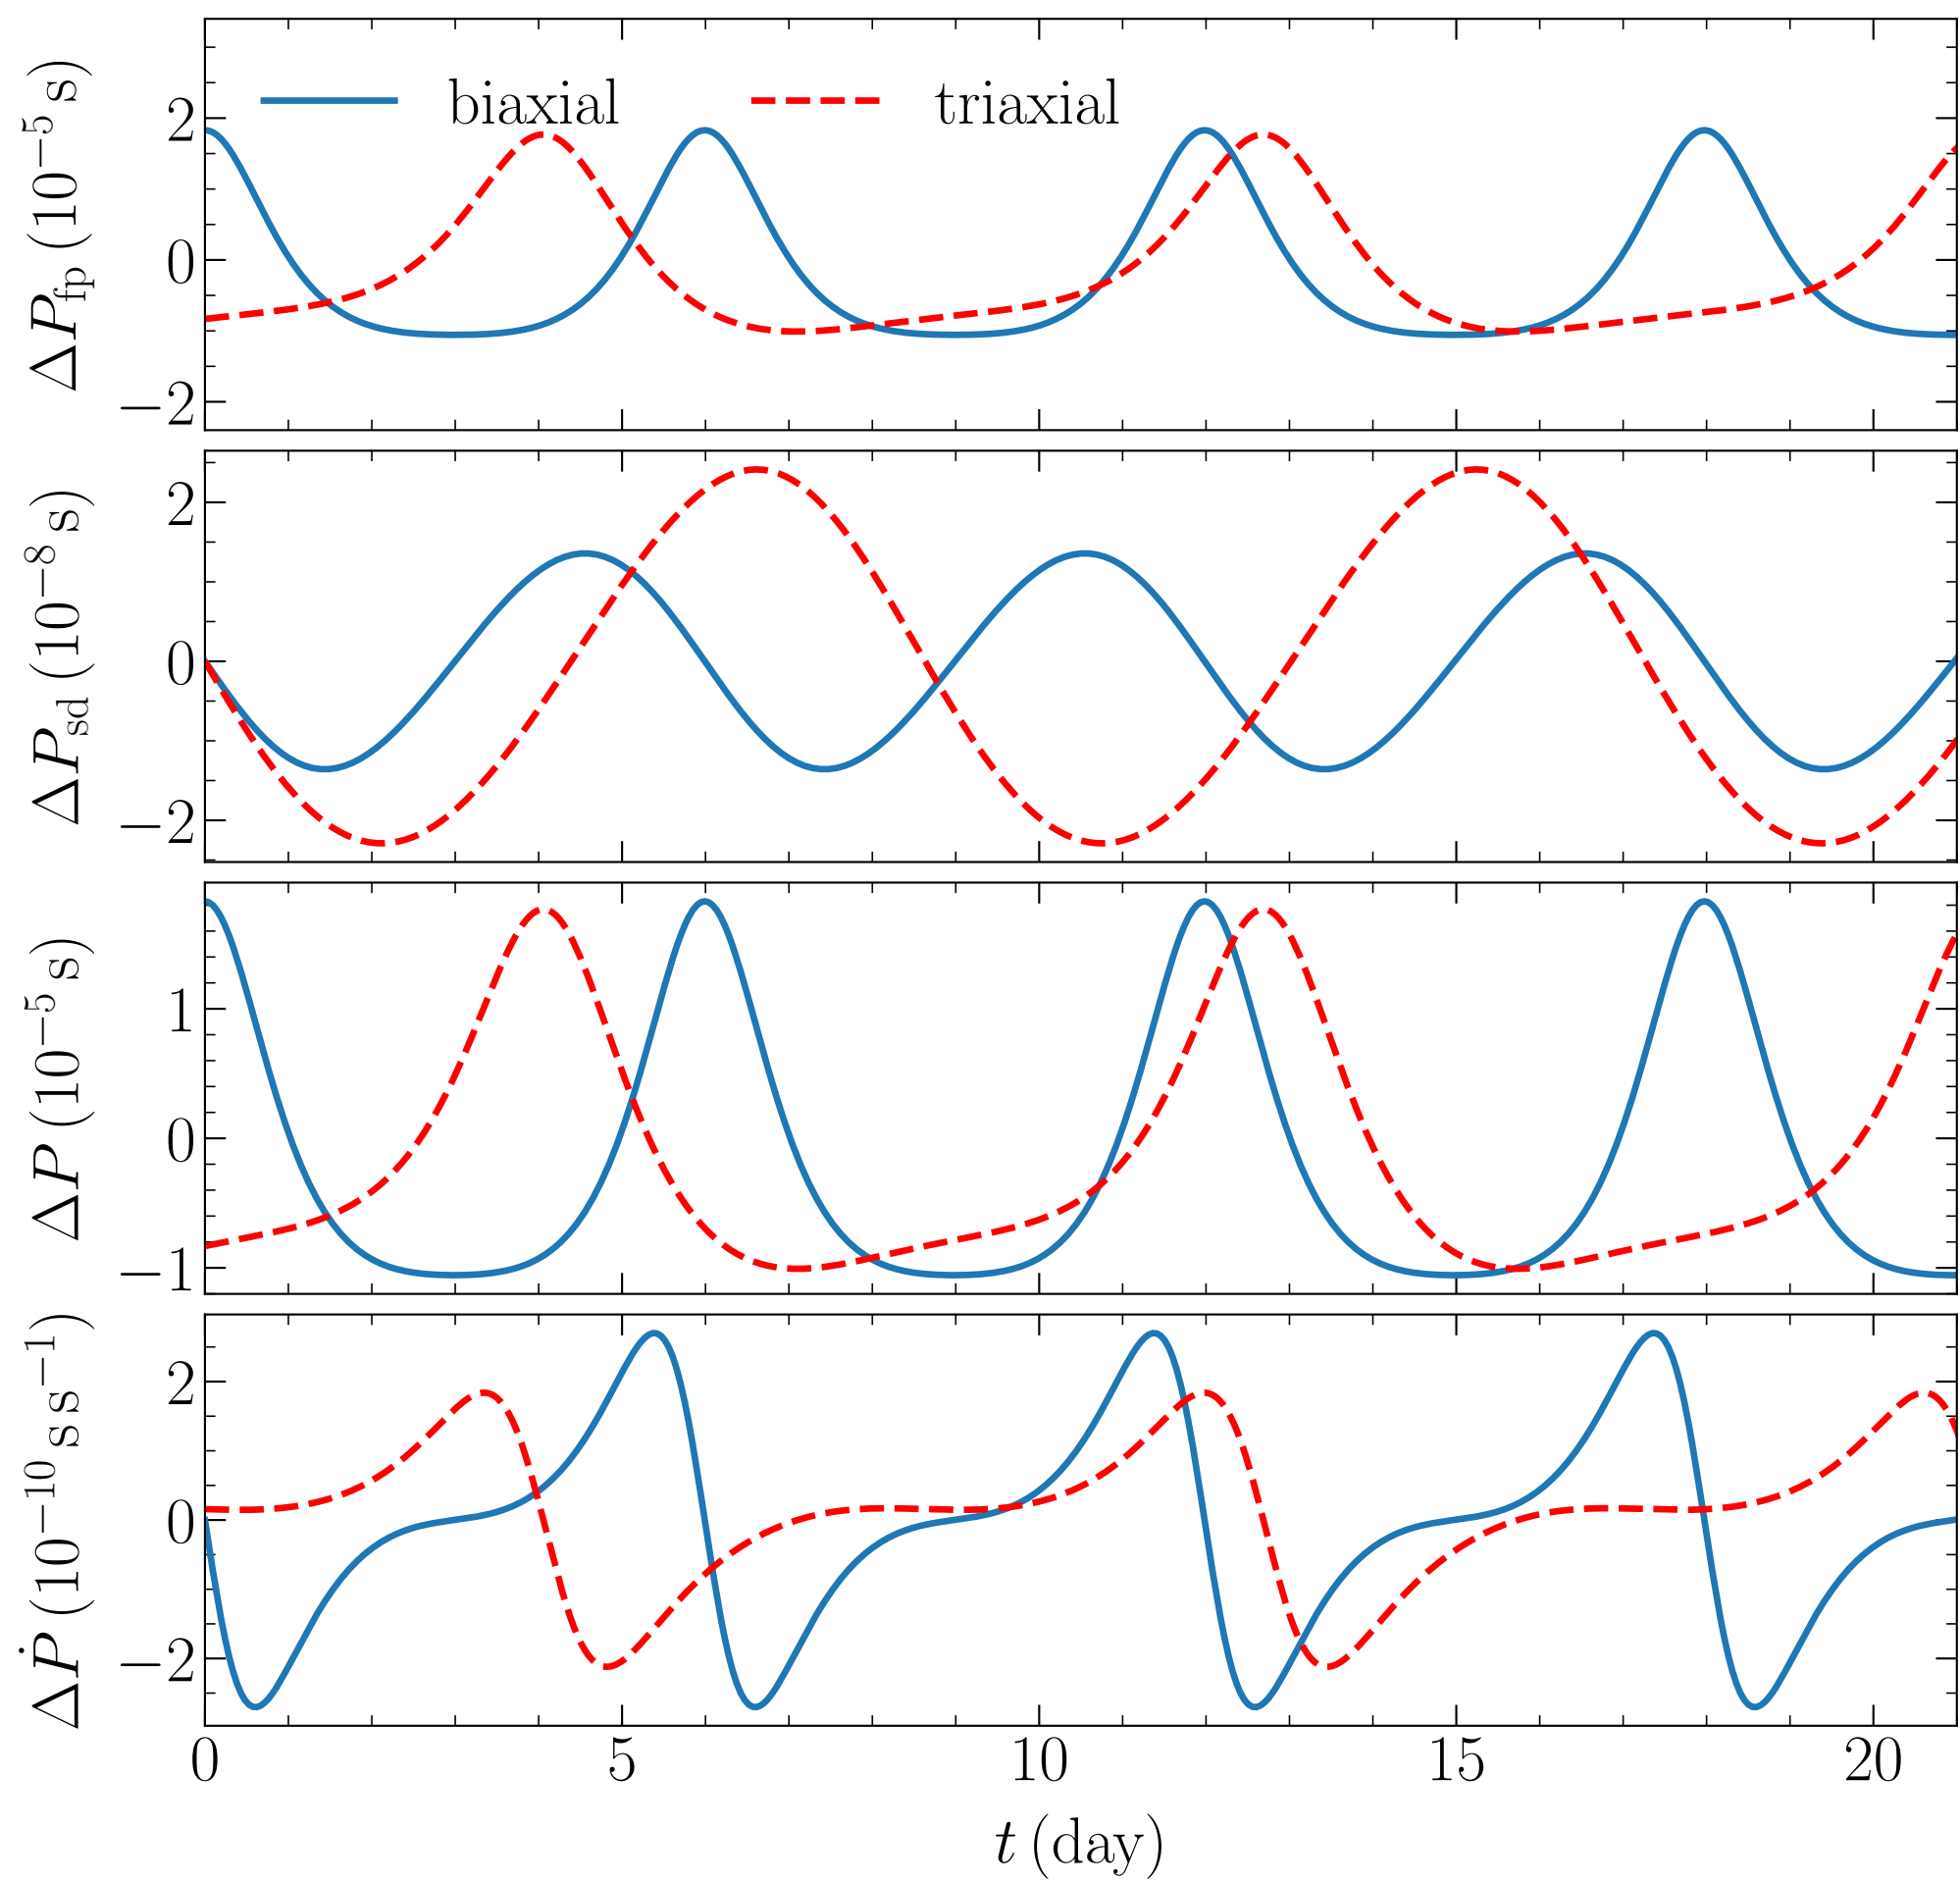 biaxial triaxial
ΔP_fp (10^−5 s)
2
0
−2
ΔP_sd (10^−8 s)
2
0
−2
ΔP (10^−5 s)
1
0
−1
ΔṖ (10^−10 s s^−1)
2
0
−2
0 5 10 15 20
t (day)